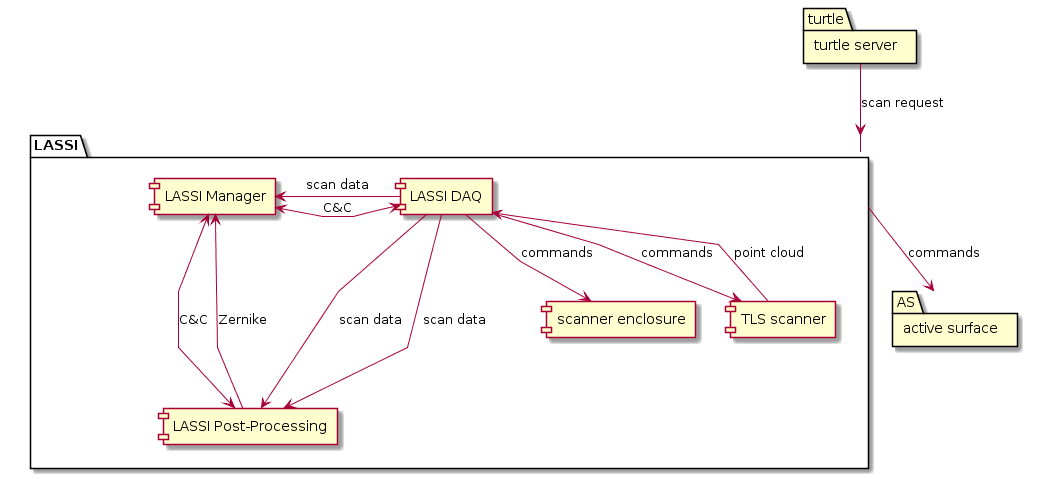 turtle
turtle server
scan request
LASSI
LASSI Manager
scan data
LASSI DAQ
C&C
commands
commands
point cloud
commands
scanner enclosure
TLS scanner
AS
active surface
C&C
Zernike
scan data
scan data
LASSI Post-Processing